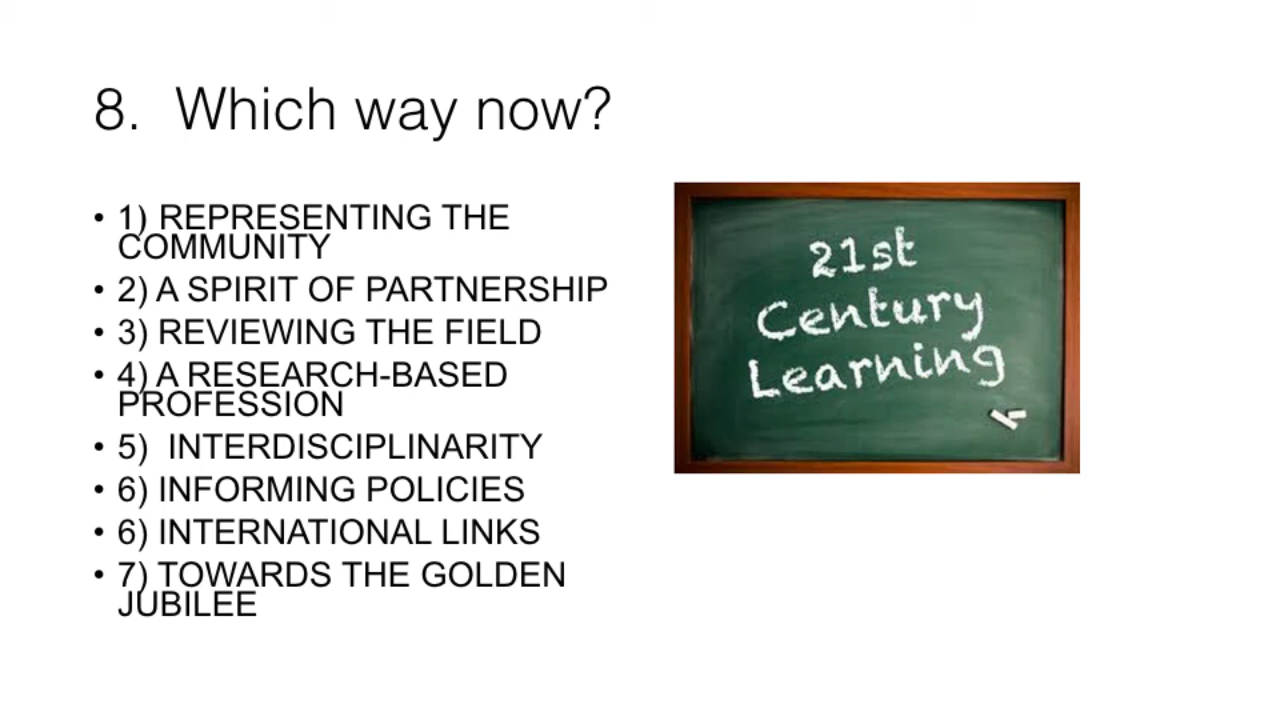 8.  Which way now?
• 1) REPRESENTING THE
COMMUNITY
• 2) A SPIRIT OF PARTNERSHIP
• 3) REVIEWING THE FIELD
• 4) A RESEARCH-BASED
PROFESSION
• 5)  INTERDISCIPLINARITY
• 6) INFORMING POLICIES
• 6) INTERNATIONAL LINKS
• 7) TOWARDS THE GOLDEN
JUBILEE
21st
Century
Learning